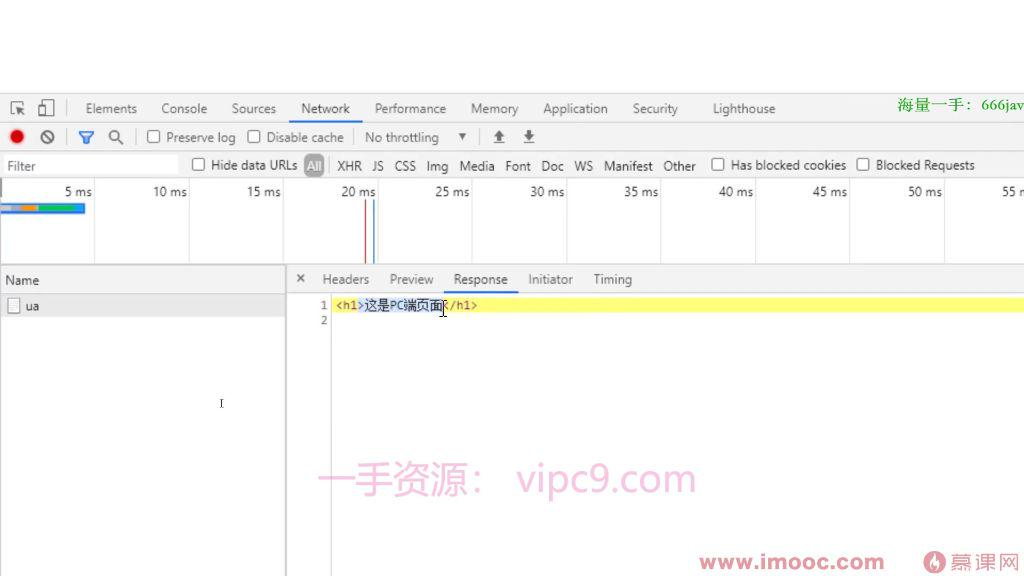 Elements Console Sources Network Performance Memory Application Security Lighthouse
海量一手: 666jav
Preserve log Disable cache No throttling
Filter Hide data URLs All XHR JS CSS Img Media Font Doc WS Manifest Other Has blocked cookies Blocked Requests
5 ms 10 ms 15 ms 20 ms 25 ms 30 ms 35 ms 40 ms 45 ms 50 ms 55 m
Name
× Headers Preview Response Initiator Timing
ua
1 <h1>这是PC端页面</h1>
2
一手资源: vipc9.com
www.imooc.com 慕课网